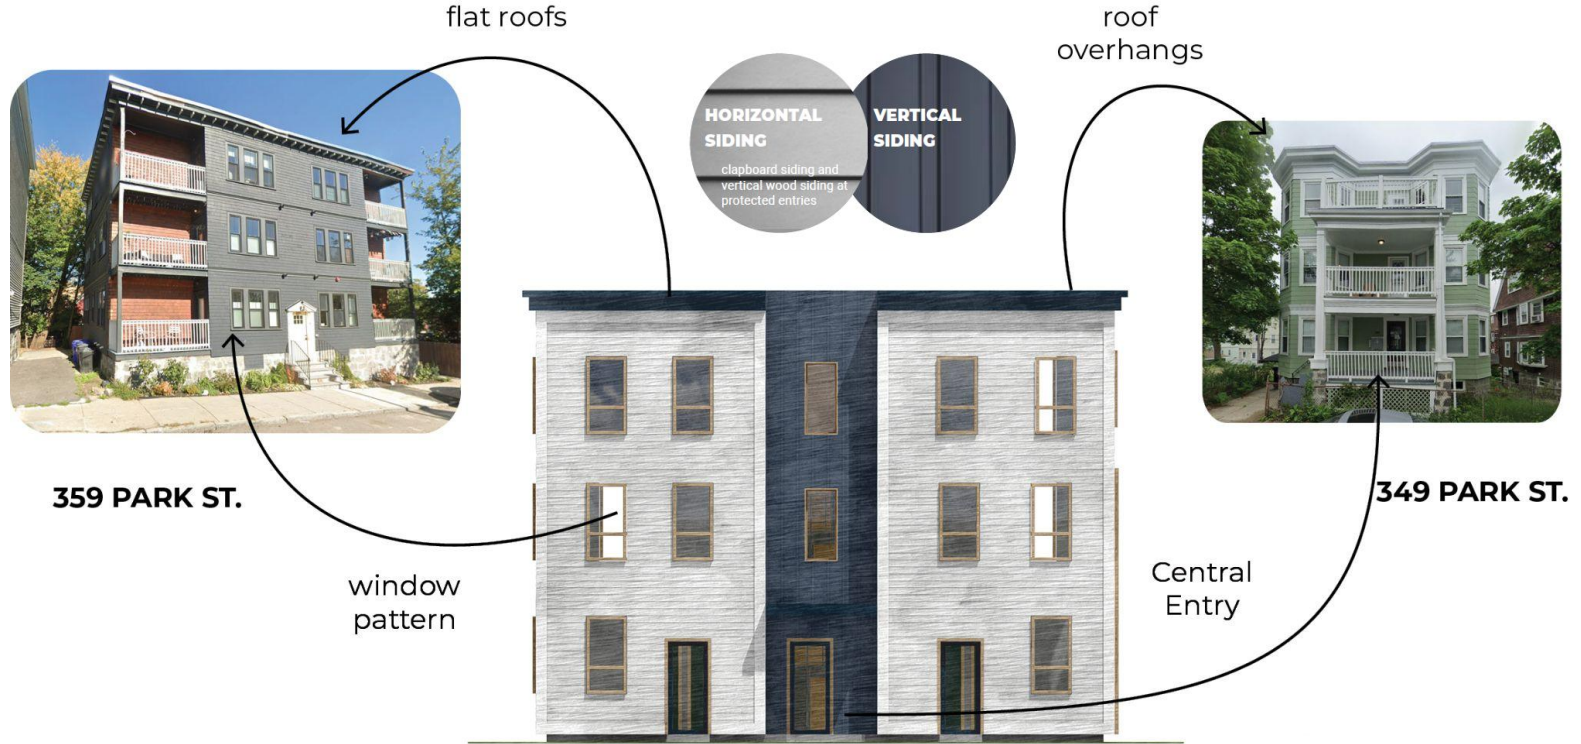 flat roofs
roof
overhangs
HORIZONTAL
SIDING
clapboard siding and
vertical wood siding at
protected entries
VERTICAL
SIDING
359 PARK ST.
349 PARK ST.
window
pattern
Central
Entry